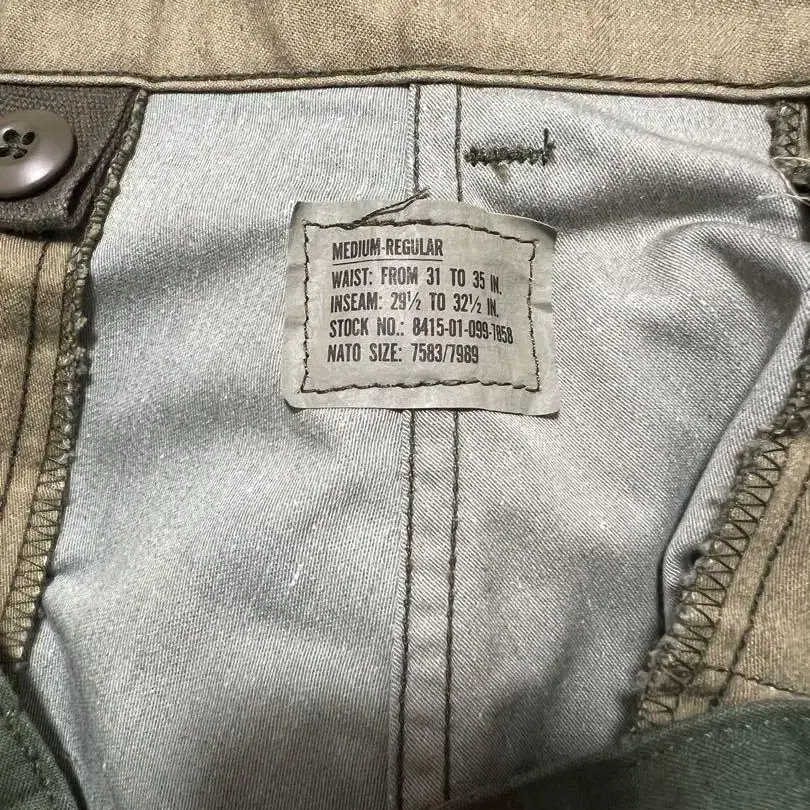 MEDIUM-REGULAR
WAIST: FROM 31 TO 35 IN.
INSEAM: 29½ TO 32½ IN.
STOCK NO.: 8415-01-099-7858
NATO SIZE: 7583/7989